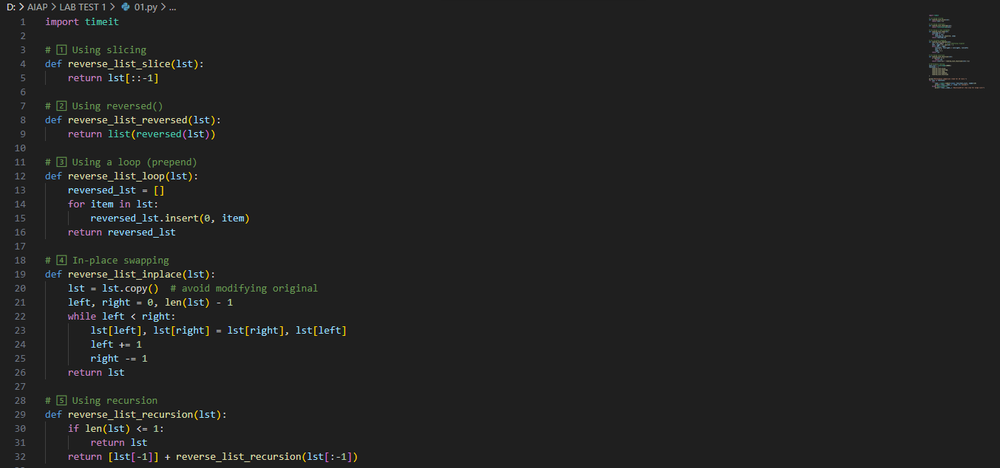 D: > AIAP > LAB TEST 1 > 01.py > ...
1 import timeit
2
3 # 1️⃣ Using slicing
4 def reverse_list_slice(lst):
5     return lst[::-1]
6
7 # 2️⃣ Using reversed()
8 def reverse_list_reversed(lst):
9     return list(reversed(lst))
10
11 # 3️⃣ Using a loop (prepend)
12 def reverse_list_loop(lst):
13     reversed_lst = []
14     for item in lst:
15         reversed_lst.insert(0, item)
16     return reversed_lst
17
18 # 4️⃣ In-place swapping
19 def reverse_list_inplace(lst):
20     lst = lst.copy()  # avoid modifying original
21     left, right = 0, len(lst) - 1
22     while left < right:
23         lst[left], lst[right] = lst[right], lst[left]
24         left += 1
25         right -= 1
26     return lst
27
28 # 5️⃣ Using recursion
29 def reverse_list_recursion(lst):
30     if len(lst) <= 1:
31         return lst
32     return [lst[-1]] + reverse_list_recursion(lst[:-1])